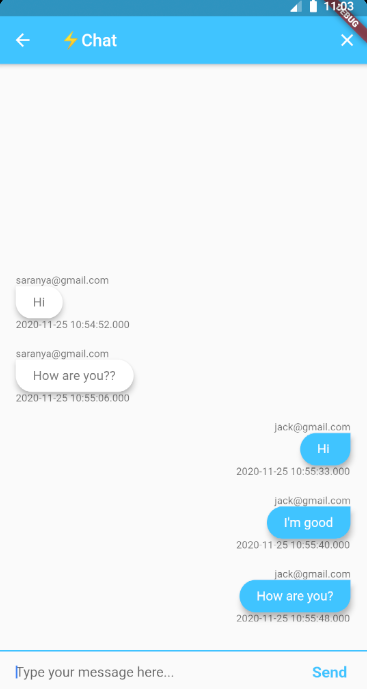 11:03
DEBUG
⚡Chat
saranya@gmail.com
Hi
2020-11-25 10:54:52.000
saranya@gmail.com
How are you??
2020-11-25 10:55:06.000
jack@gmail.com
Hi
2020-11-25 10:55:33.000
jack@gmail.com
I'm good
2020-11-25 10:55:40.000
jack@gmail.com
How are you?
2020-11-25 10:55:48.000
Type your message here...
Send